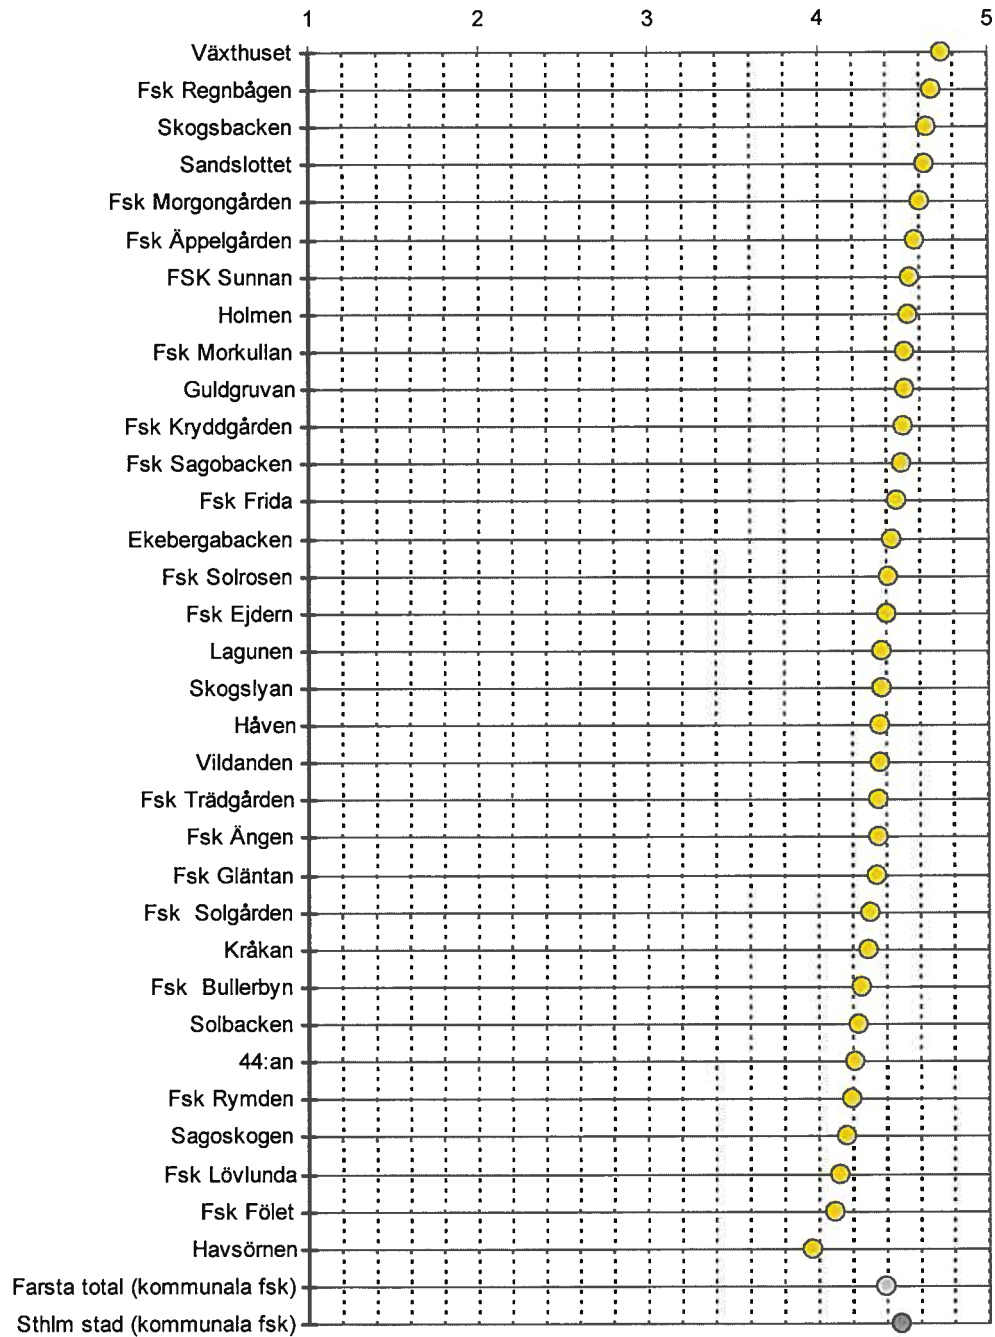 1 2 3 4 5
Växthuset
Fsk Regnbågen
Skogsbacken
Sandslottet
Fsk Morgongården
Fsk Äppelgården
FSK Sunnan
Holmen
Fsk Morkullan
Guldgruvan
Fsk Kryddgården
Fsk Sagobacken
Fsk Frida
Ekebergabacken
Fsk Solrosen
Fsk Ejdern
Lagunen
Skogslyan
Håven
Vildanden
Fsk Trädgården
Fsk Ängen
Fsk Gläntan
Fsk Solgården
Kråkan
Fsk Bullerbyn
Solbacken
44:an
Fsk Rymden
Sagoskogen
Fsk Lövlunda
Fsk Fölet
Havsörnen
Farsta total (kommunala fsk)
Sthlm stad (kommunala fsk)